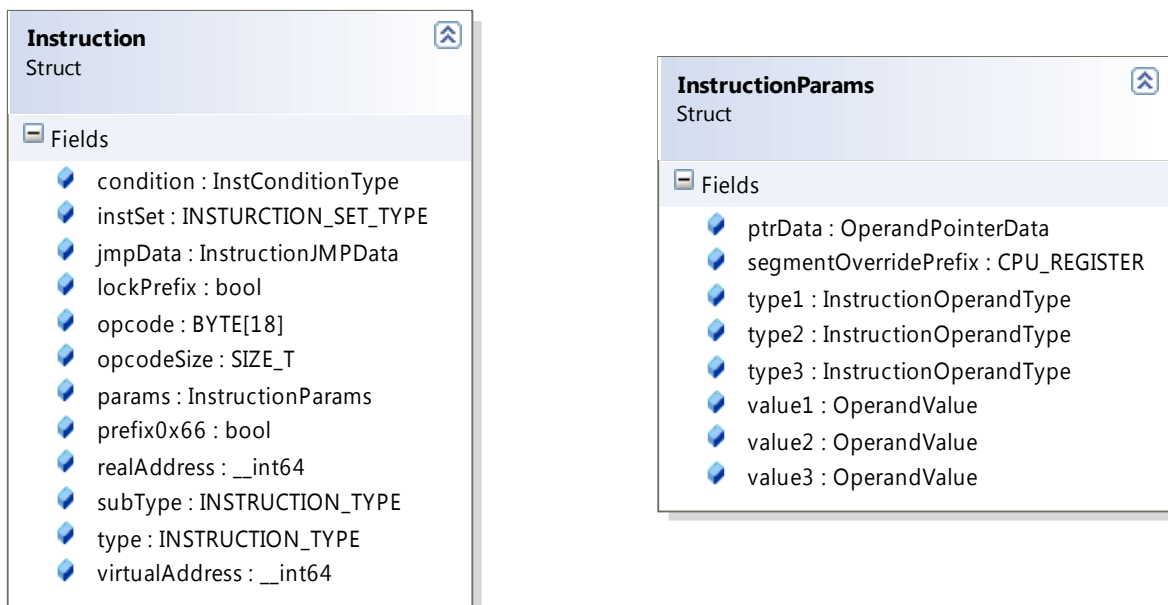 Instruction
Struct
Fields
condition : InstConditionType
instSet : INSTURCTION_SET_TYPE
jmpData : InstructionJMPData
lockPrefix : bool
opcode : BYTE[18]
opcodeSize : SIZE_T
params : InstructionParams
prefix0x66 : bool
realAddress : __int64
subType : INSTRUCTION_TYPE
type : INSTRUCTION_TYPE
virtualAddress : __int64
InstructionParams
Struct
Fields
ptrData : OperandPointerData
segmentOverridePrefix : CPU_REGISTER
type1 : InstructionOperandType
type2 : InstructionOperandType
type3 : InstructionOperandType
value1 : OperandValue
value2 : OperandValue
value3 : OperandValue